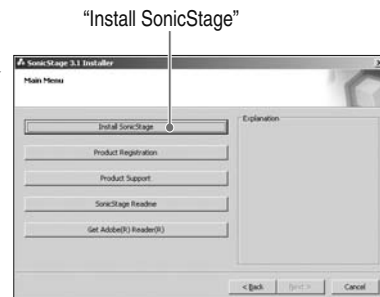 “Install SonicStage”
SonicStage 3.1 Installer
Main Menu
Install SonicStage
Explanation
Product Registration
Product Support
SonicStage Readme
Get Adobe(R) Reader(R)
< Back
Next >
Cancel